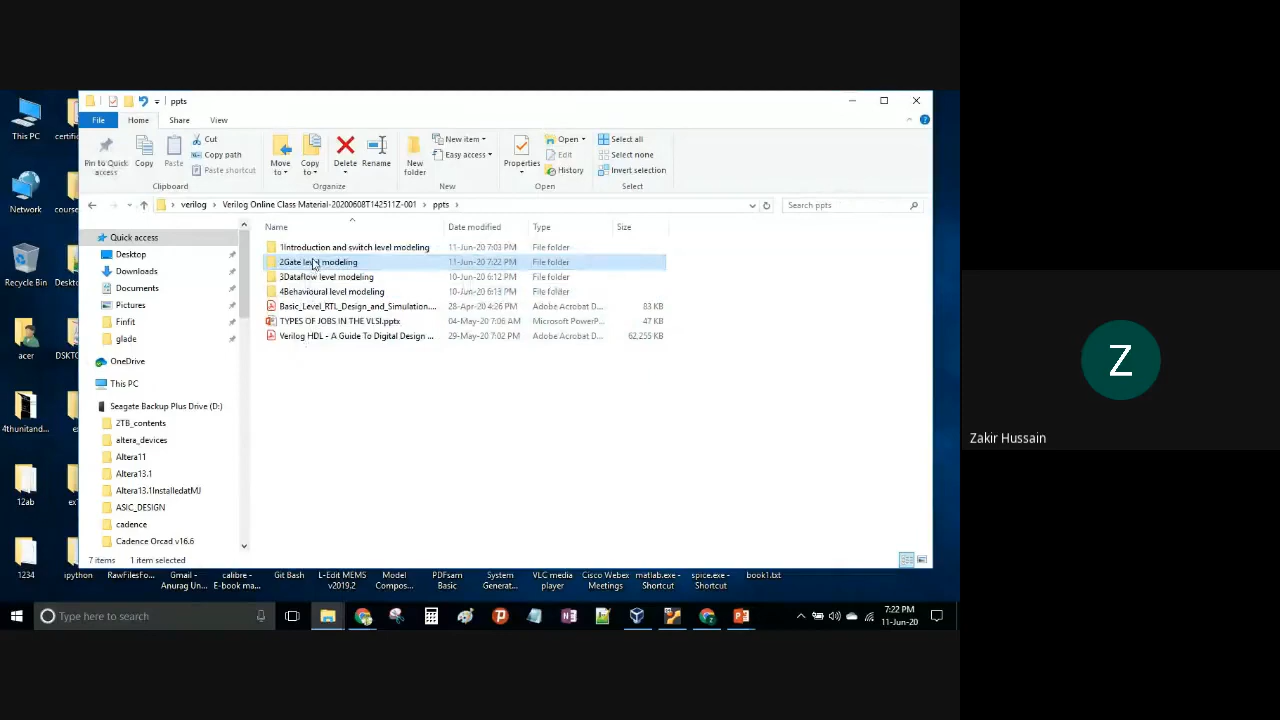 ppts
File
Home
Share
View
Pin to Quick access
Copy
Paste
Cut
Copy path
Paste shortcut
Clipboard
Move to
Copy to
Delete
Rename
Organize
New folder
New item
Easy access
New
Properties
Open
Edit
History
Open
Select all
Select none
Invert selection
Select
verilog > Verilog Online Class Material-20200608T142511Z-001 > ppts >
Search ppts
Name Date modified Type Size
1Introduction and switch level modeling 11-Jun-20 7:03 PM File folder
2Gate level modeling 11-Jun-20 7:22 PM File folder
3Dataflow level modeling 10-Jun-20 6:12 PM File folder
4Behavioural level modeling 10-Jun-20 6:13 PM File folder
Basic_Level_RTL_Design_and_Simulation.... 28-Apr-20 4:26 PM Adobe Acrobat D... 83 KB
TYPES OF JOBS IN THE VLSI.pptx 04-May-20 7:06 AM Microsoft PowerP... 47 KB
Verilog HDL - A Guide To Digital Design ... 29-May-20 7:02 PM Adobe Acrobat D... 62,255 KB
Quick access
Desktop
Downloads
Documents
Pictures
Finfit
glade
OneDrive
This PC
Seagate Backup Plus Drive (D:)
2TB_contents
altera_devices
Altera11
Altera13.1
Altera13.1InstalledatMJ
ASIC_DESIGN
cadence
Cadence Orcad v16.6
7 items 1 item selected
This PC
certific
Network
course
Recycle Bin
Deskto
acer
DSKTO
4thunitand...
ex
12ab
ex
1234
ipython
RawFilesFo...
Gmail - Anurag Un...
calibre - E-book ma...
Git Bash
L-Edit MEMS v2019.2
Model Compos...
PDFsam Basic
System Generat...
VLC media player
Cisco Webex Meetings
matlab.exe - Shortcut
spice.exe - Shortcut
book1.txt
Type here to search
7:22 PM
11-Jun-20
Z
Zakir Hussain